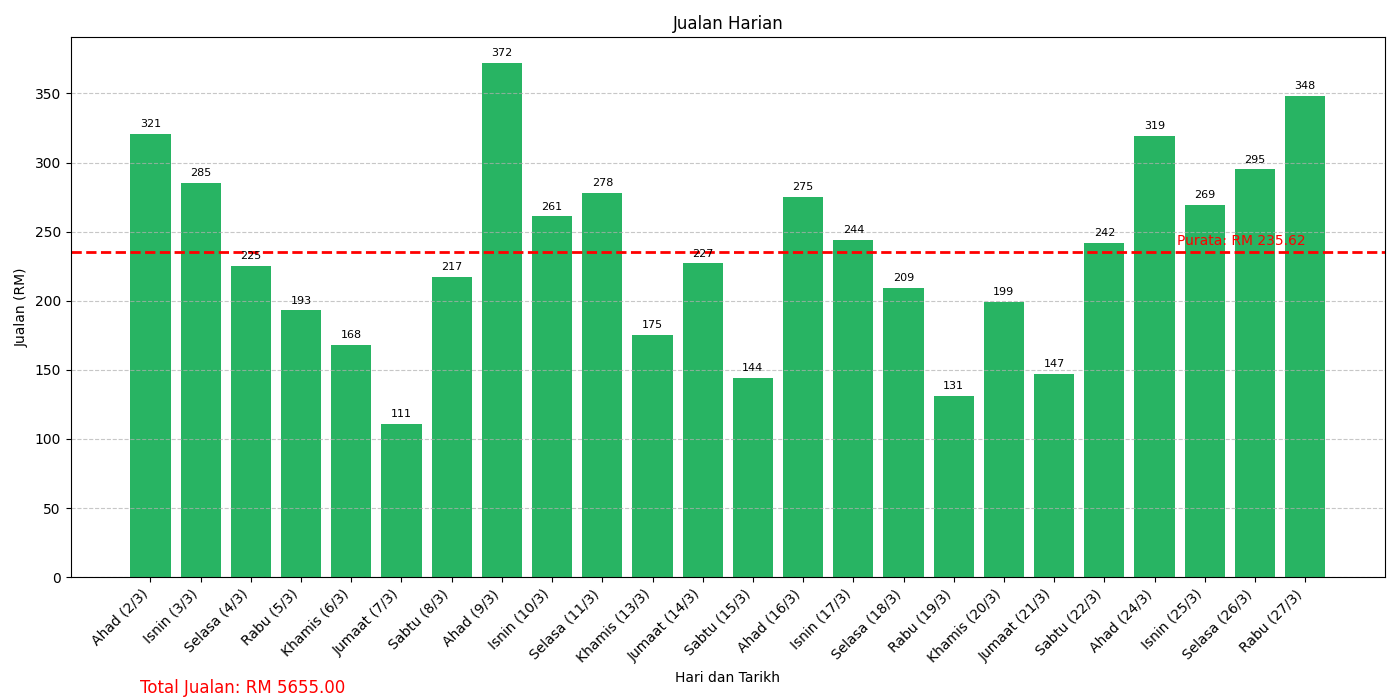 Jualan Harian
Jualan (RM)
350
300
250
200
150
100
50
0
321
285
225
193
168
111
217
372
261
278
175
227
144
275
244
209
131
199
147
242
319
269
295
348
Purata: RM 235.62
Ahad (2/3)
Isnin (3/3)
Selasa (4/3)
Rabu (5/3)
Khamis (6/3)
Jumaat (7/3)
Sabtu (8/3)
Ahad (9/3)
Isnin (10/3)
Selasa (11/3)
Khamis (13/3)
Jumaat (14/3)
Sabtu (15/3)
Ahad (16/3)
Isnin (17/3)
Selasa (18/3)
Rabu (19/3)
Khamis (20/3)
Jumaat (21/3)
Sabtu (22/3)
Ahad (24/3)
Isnin (25/3)
Selasa (26/3)
Rabu (27/3)
Hari dan Tarikh
Total Jualan: RM 5655.00